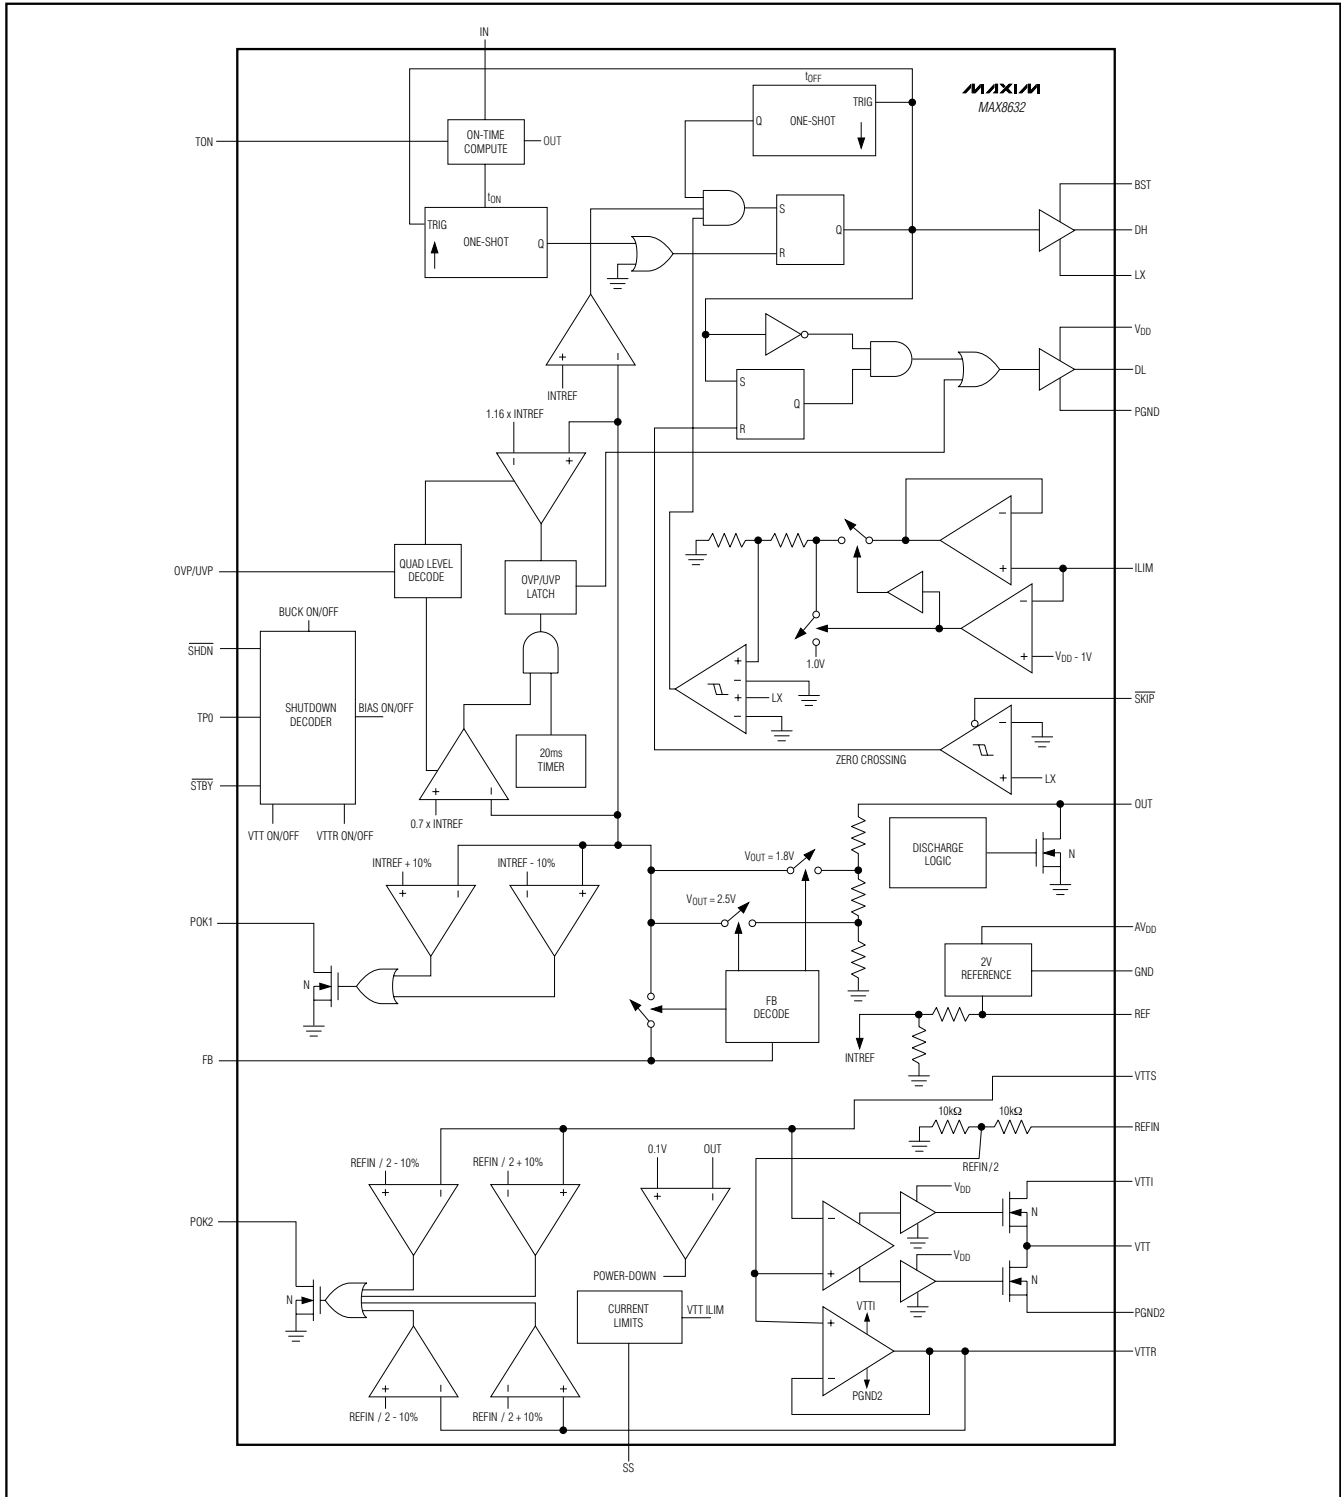 IN
tOFF
MAXIM
MAX8632
TRIG
Q
ONE-SHOT
TON
ON-TIME
COMPUTE
OUT
tON
BST
TRIG
ONE-SHOT
Q
S
Q
R
DH
LX
VDD
+
−
INTREF
S
Q
R
DL
PGND
1.16 x INTREF
−
+
OVP/UVP
QUAD LEVEL
DECODE
OVP/UVP
LATCH
−
+
ILIM
−
+
VDD - 1V
1.0V
BUCK ON/OFF
SHDN
TP0
STBY
SHUTDOWN
DECODER
BIAS ON/OFF
VTT ON/OFF
VTTR ON/OFF
+
−
+
−
LX
20ms
TIMER
+
−
0.7 x INTREF
SKIP
−
+
LX
ZERO CROSSING
OUT
DISCHARGE
LOGIC
N
INTREF + 10%
INTREF - 10%
+
−
−
+
VOUT = 1.8V
VOUT = 2.5V
POK1
N
FB
DECODE
AVDD
2V
REFERENCE
GND
REF
INTREF
FB
VTTS
10kΩ
10kΩ
REFIN
REFIN/2
REFIN / 2 - 10%
REFIN / 2 + 10%
0.1V
OUT
+
−
−
+
+
−
POWER-DOWN
POK2
N
VDD
VTTI
N
−
+
VTT
VDD
N
PGND2
CURRENT
LIMITS
VTT ILIM
VTTI
+
−
PGND2
VTTR
+
−
−
+
REFIN / 2 - 10%
REFIN / 2 + 10%
SS